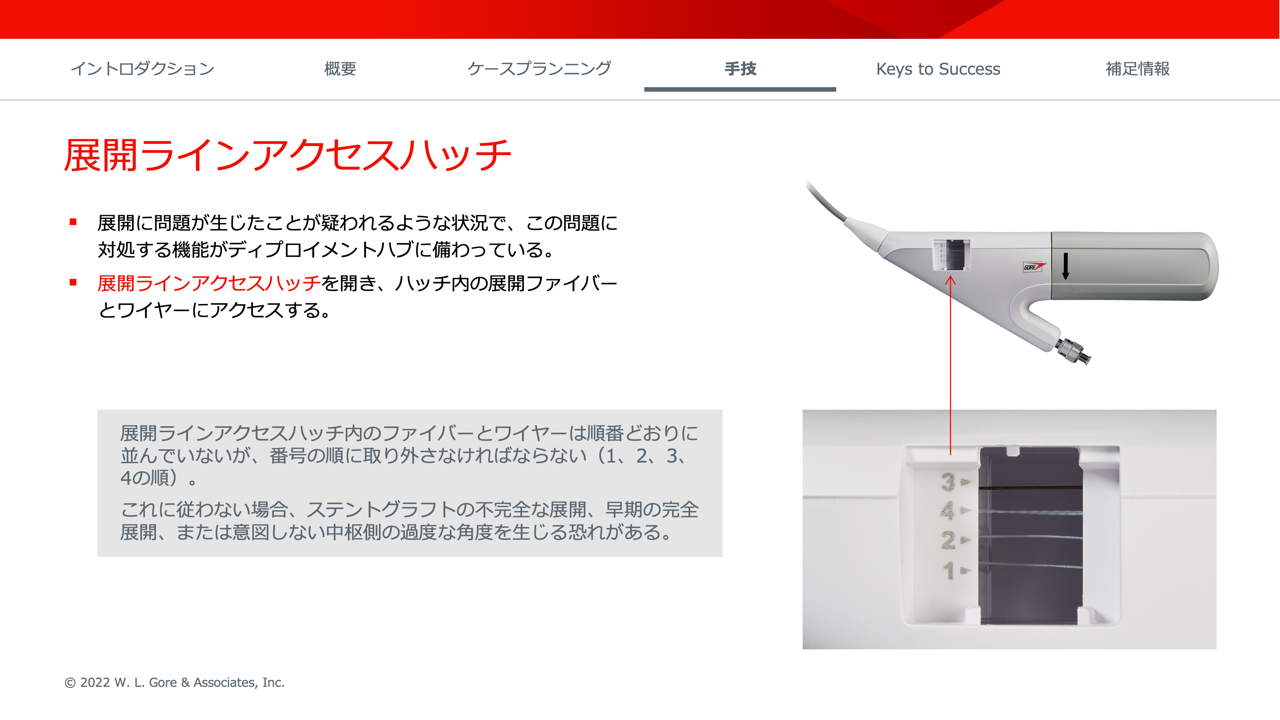 イントロダクション
概要
ケースプランニング
手技
Keys to Success
補足情報
展開ラインアクセスハッチ
展開に問題が生じたことが疑われるような状況で、この問題に
対処する機能がディプロイメントハブに備わっている。
展開ラインアクセスハッチを開き、ハッチ内の展開ファイバー
とワイヤーにアクセスする。
GORE
展開ラインアクセスハッチ内のファイバーとワイヤーは順番どおりに
並んでいないが、番号の順に取り外さなければならない（1、2、3、
4の順）。
これに従わない場合、ステントグラフトの不完全な展開、早期の完全
展開、または意図しない中枢側の過度な角度を生じる恐れがある。
3
4
2
1
© 2022 W. L. Gore & Associates, Inc.